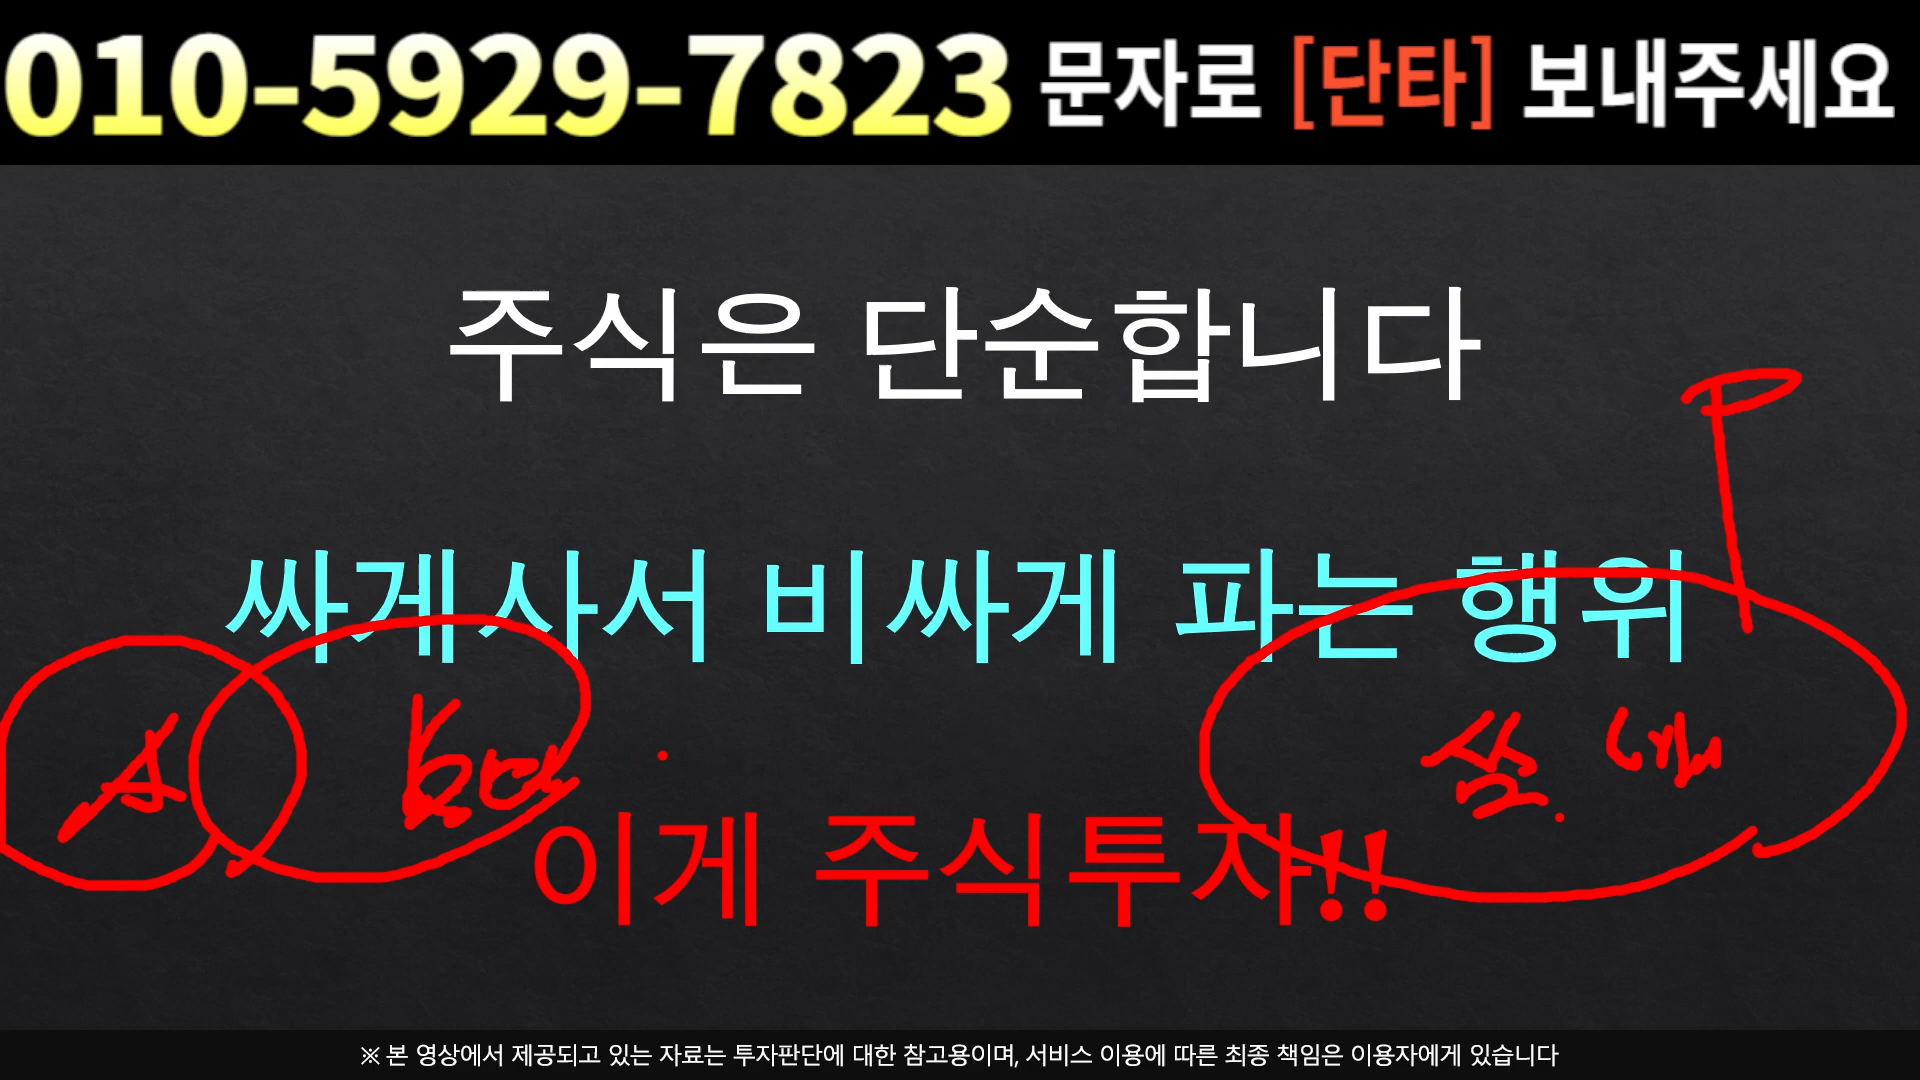 010-5929-7823 문자로 [단타] 보내주세요
주식은 단순합니다
싸게사서 비싸게 파는 행위
이게 주식투자!!
※ 본 영상에서 제공되고 있는 자료는 투자판단에 대한 참고용이며, 서비스 이용에 따른 최종 책임은 이용자에게 있습니다